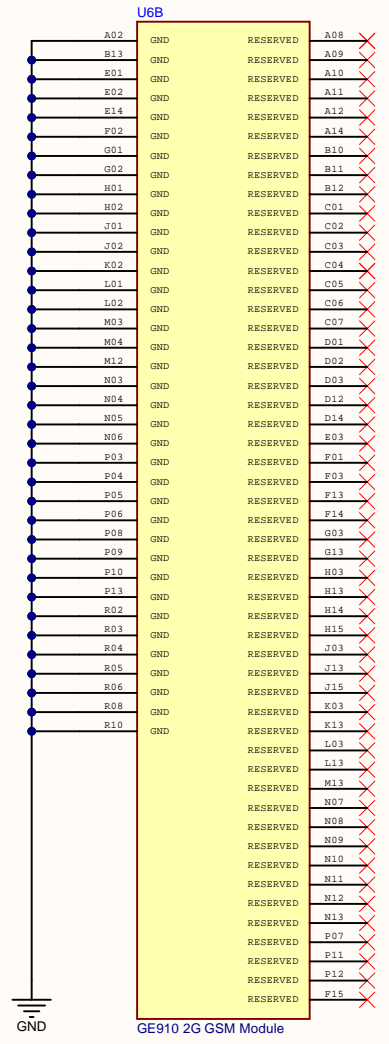 U6B
A02 GND RESERVED A08
B13 GND RESERVED A09
E01 GND RESERVED A10
E02 GND RESERVED A11
E14 GND RESERVED A12
F02 GND RESERVED A14
G01 GND RESERVED B10
G02 GND RESERVED B11
H01 GND RESERVED B12
H02 GND RESERVED C01
J01 GND RESERVED C02
J02 GND RESERVED C03
K02 GND RESERVED C04
L01 GND RESERVED C05
L02 GND RESERVED C06
M03 GND RESERVED C07
M04 GND RESERVED D01
M12 GND RESERVED D02
N03 GND RESERVED D03
N04 GND RESERVED D12
N05 GND RESERVED D14
N06 GND RESERVED E03
P03 GND RESERVED F01
P04 GND RESERVED F03
P05 GND RESERVED F13
P06 GND RESERVED F14
P08 GND RESERVED G03
P09 GND RESERVED G13
P10 GND RESERVED H03
P13 GND RESERVED H13
R02 GND RESERVED H14
R03 GND RESERVED H15
R04 GND RESERVED J03
R05 GND RESERVED J13
R06 GND RESERVED J15
R08 GND RESERVED K03
R10 GND RESERVED K13
RESERVED L03
RESERVED L13
RESERVED M13
RESERVED N07
RESERVED N08
RESERVED N09
RESERVED N10
RESERVED N11
RESERVED N12
RESERVED N13
RESERVED P07
RESERVED P11
RESERVED P12
RESERVED F15
GND
GE910 2G GSM Module